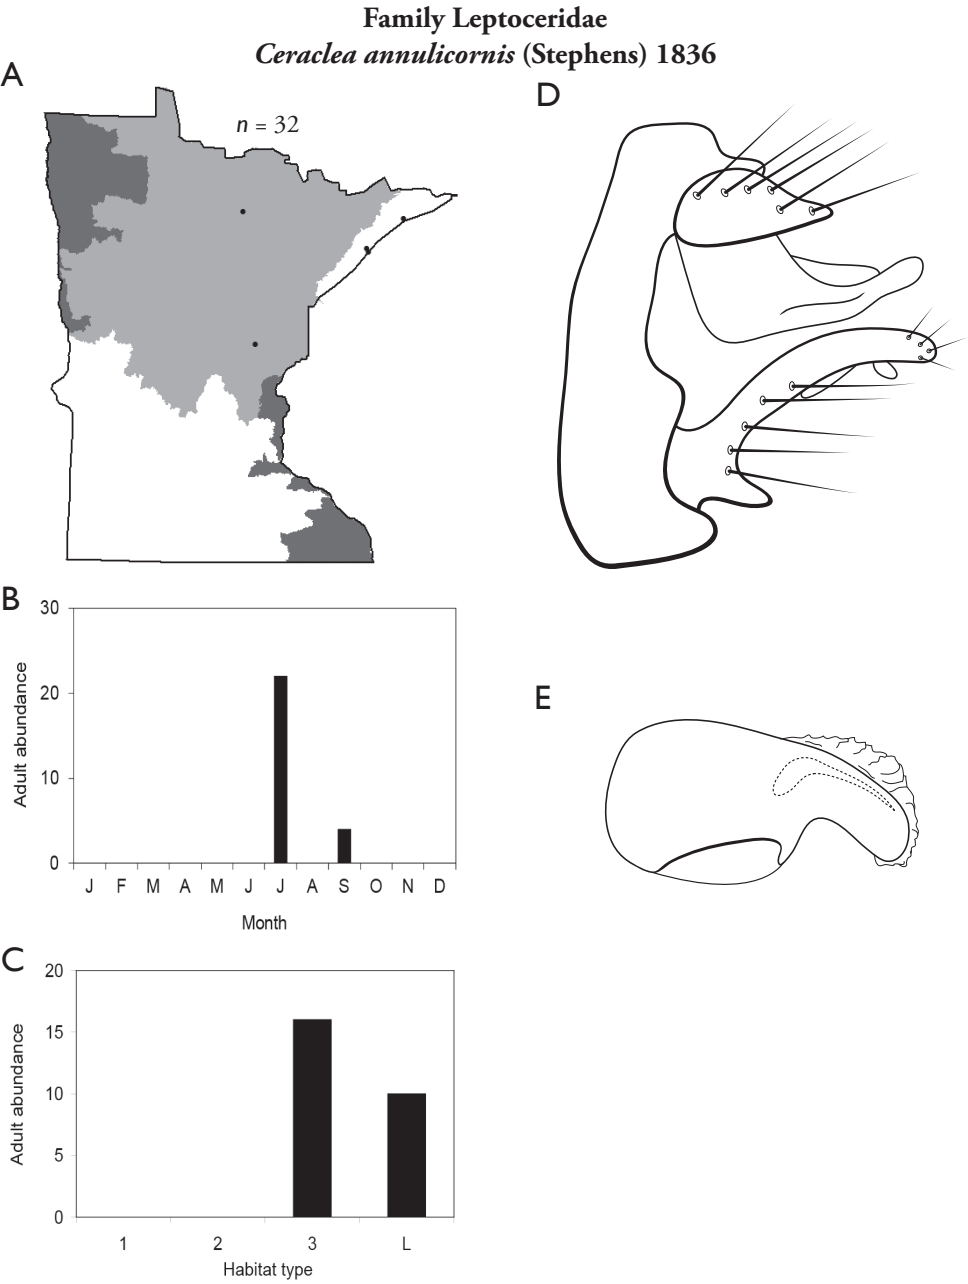 Family Leptoceridae
Ceraclea annulicornis (Stephens) 1836
A
n = 32
D
B
30
20
10
0
Adult abundance
J F M A M J J A S O N D
Month
E
C
20
15
10
5
0
Adult abundance
1 2 3 L
Habitat type